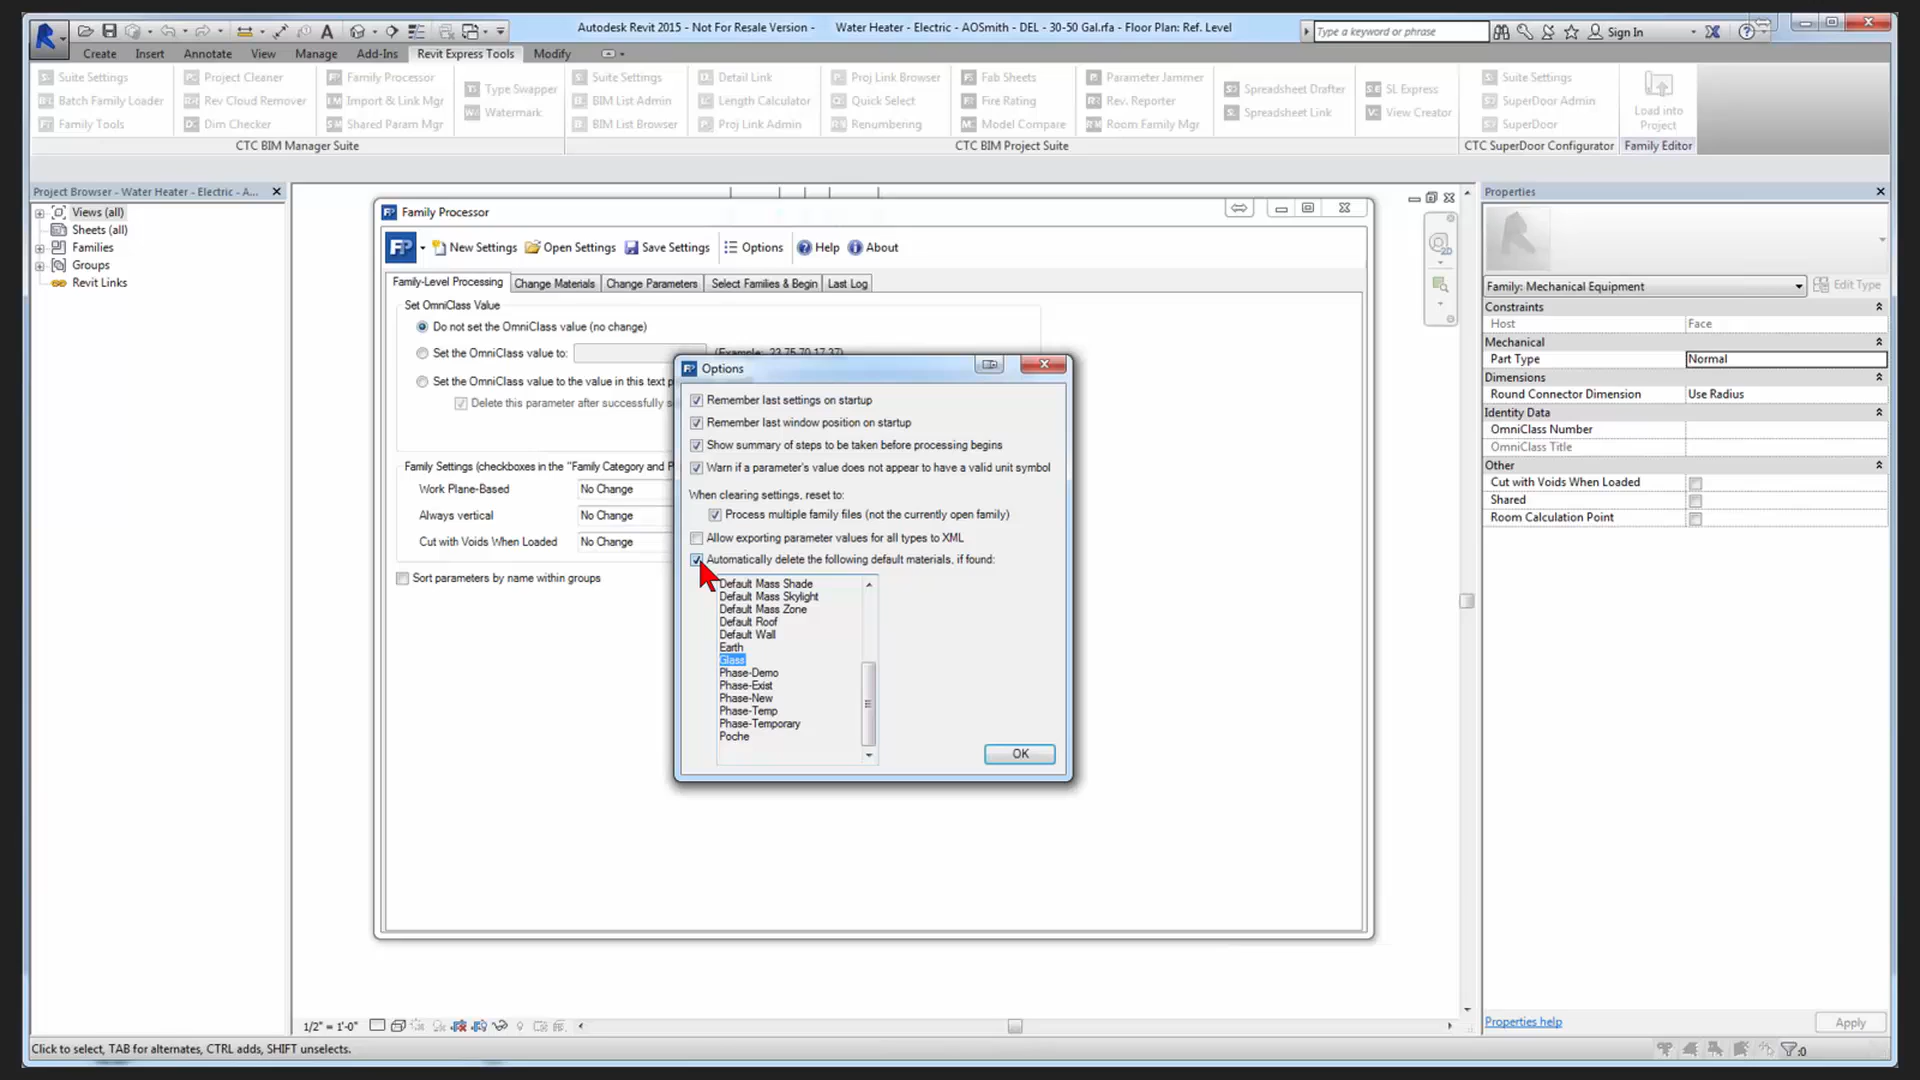 Autodesk Revit 2015 - Not For Resale Version - Water Heater - Electric - AOSmith - DEL - 30-50 Gal.rfa - Floor Plan: Ref. Level
Type a keyword or phrase
Sign In
Create Insert Annotate View Manage Add-Ins Revit Express Tools Modify
Suite Settings Project Cleaner Family Processor Type Swapper Suite Settings Detail Link Proj Link Browser Fab Sheets Parameter Jammer Spreadsheet Drafter SL Express Suite Settings
Batch Family Loader Rev Cloud Remover Import & Link Mgr Watermark BIM List Admin Length Calculator Quick Select Fire Rating Rev. Reporter Spreadsheet Link View Creator SuperDoor Admin Load into
Family Tools Dim Checker Shared Param Mgr BIM List Browser Proj Link Admin Renumbering Model Compare Room Family Mgr SuperDoor Project
CTC BIM Manager Suite CTC BIM Project Suite CTC SuperDoor Configurator Family Editor
Project Browser - Water Heater - Electric - A...
Views (all)
Sheets (all)
Families
Groups
Revit Links
Family Processor
FP New Settings Open Settings Save Settings Options Help About
Family-Level Processing Change Materials Change Parameters Select Families & Begin Last Log
Set OmniClass Value
Do not set the OmniClass value (no change)
Set the OmniClass value to: (Example: 23.75.70.17.37)
Set the OmniClass value to the value in this text p
Delete this parameter after successfully s
Family Settings (checkboxes in the "Family Category and P
Work Plane-Based No Change
Always vertical No Change
Cut with Voids When Loaded No Change
Sort parameters by name within groups
Options
Remember last settings on startup
Remember last window position on startup
Show summary of steps to be taken before processing begins
Warn if a parameter's value does not appear to have a valid unit symbol
When clearing settings, reset to:
Process multiple family files (not the currently open family)
Allow exporting parameter values for all types to XML
Automatically delete the following default materials, if found:
Default Mass Shade
Default Mass Skylight
Default Mass Zone
Default Roof
Default Wall
Earth
Glass
Phase-Demo
Phase-Exist
Phase-New
Phase-Temp
Phase-Temporary
Poche
OK
Properties
Family: Mechanical Equipment Edit Type
Constraints
Host Face
Mechanical
Part Type Normal
Dimensions
Round Connector Dimension Use Radius
Identity Data
OmniClass Number
OmniClass Title
Other
Cut with Voids When Loaded
Shared
Room Calculation Point
Properties help Apply
1/2" = 1'-0"
Click to select, TAB for alternates, CTRL adds, SHIFT unselects.
:0